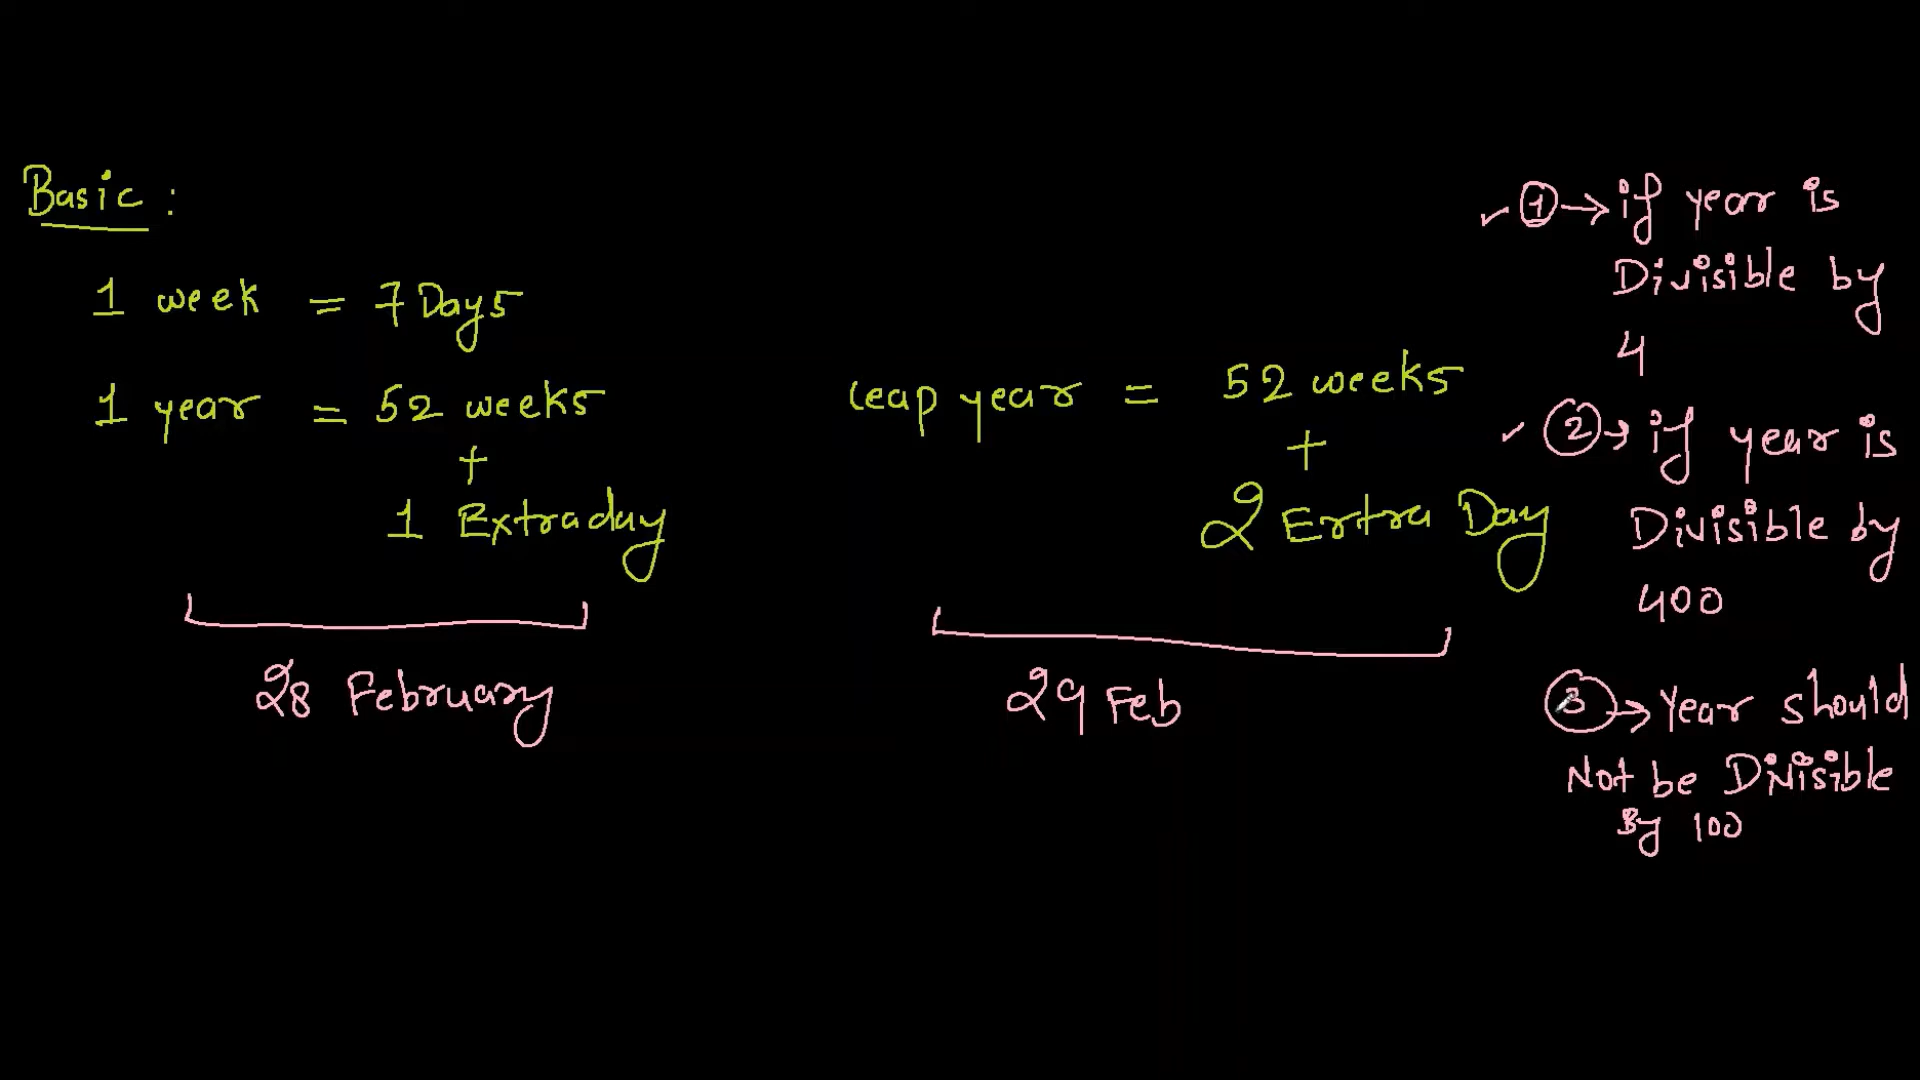 Basic :
1 week = 7 Days
1 year = 52 weeks
+
1 Extraday
28 February
leap year = 52 weeks
+
2 Extra Day
29 Feb
1 → if year is
Divisible by
4
2 → if year is
Divisible by
400
3 → Year should
Not be Divisible
By 100